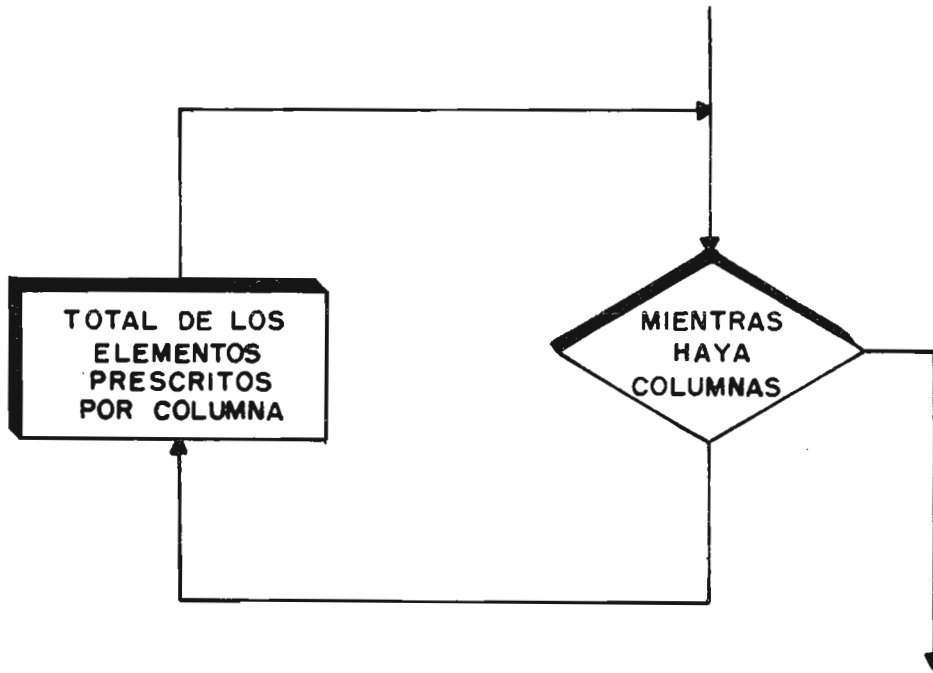 TOTAL DE LOS
ELEMENTOS
PRESCRITOS
POR COLUMNA
MIENTRAS
HAYA
COLUMNAS